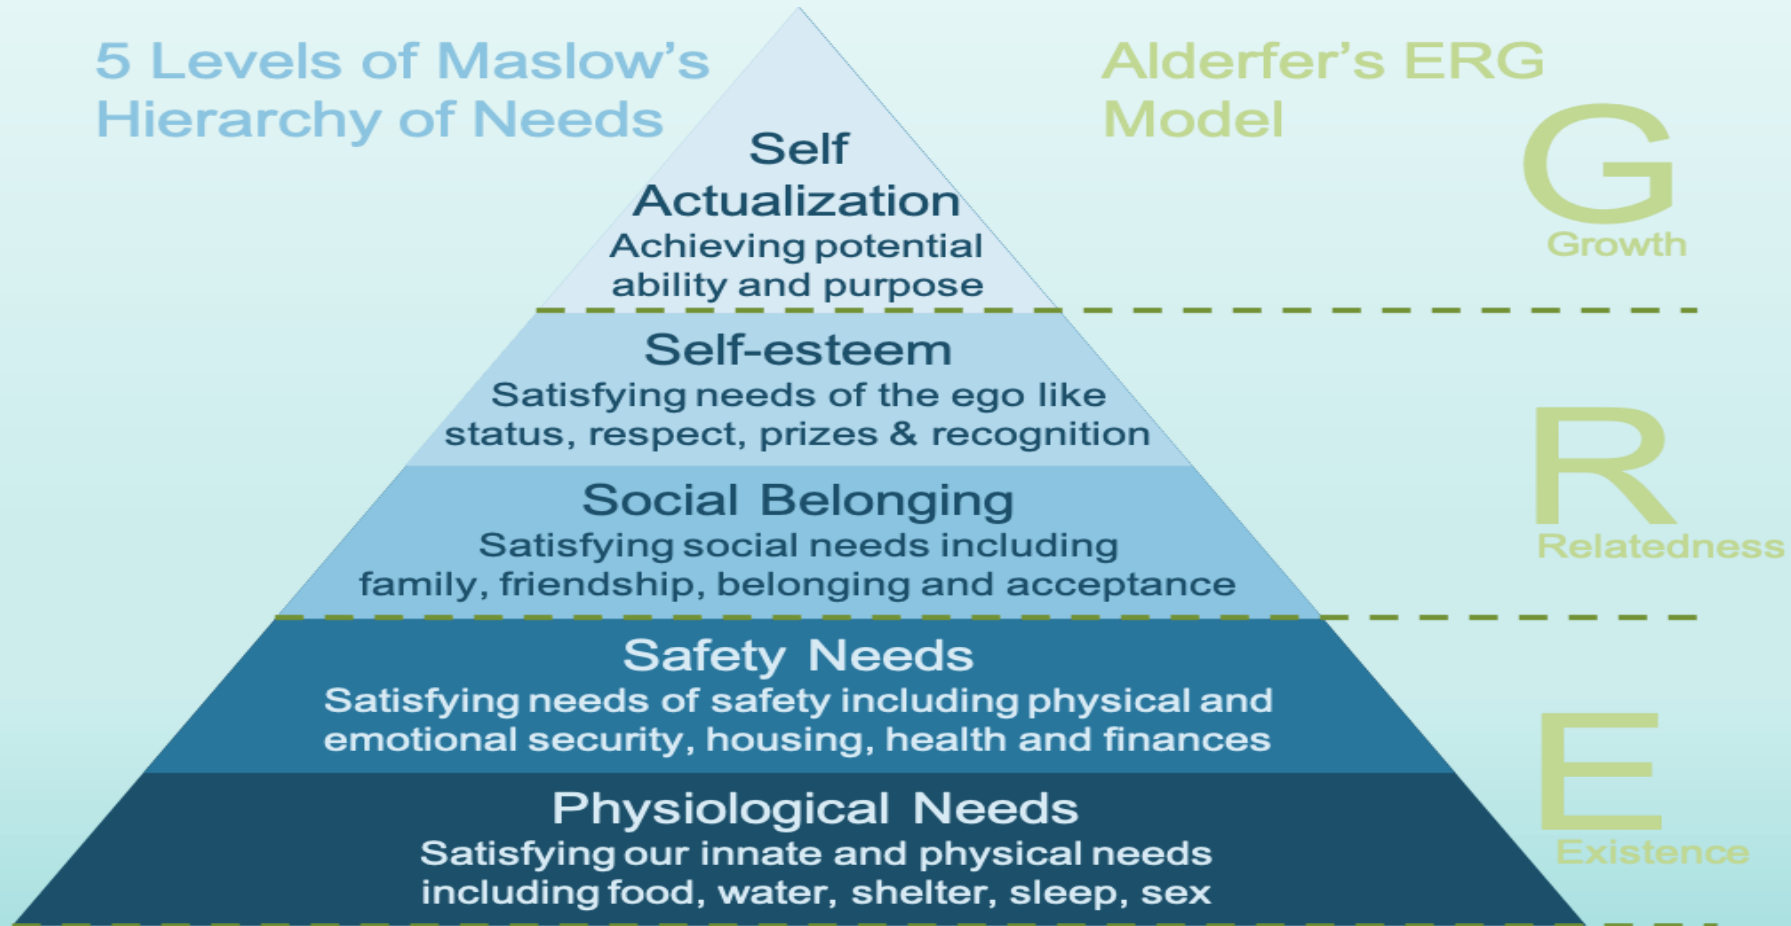 5 Levels of Maslow's
Hierarchy of Needs
Alderfer's ERG
Model
Self
Actualization
Achieving potential
ability and purpose
G
Growth
Self-esteem
Satisfying needs of the ego like
status, respect, prizes & recognition
Social Belonging
Satisfying social needs including
family, friendship, belonging and acceptance
R
Relatedness
Safety Needs
Satisfying needs of safety including physical and
emotional security, housing, health and finances
Physiological Needs
Satisfying our innate and physical needs
including food, water, shelter, sleep, sex
E
Existence